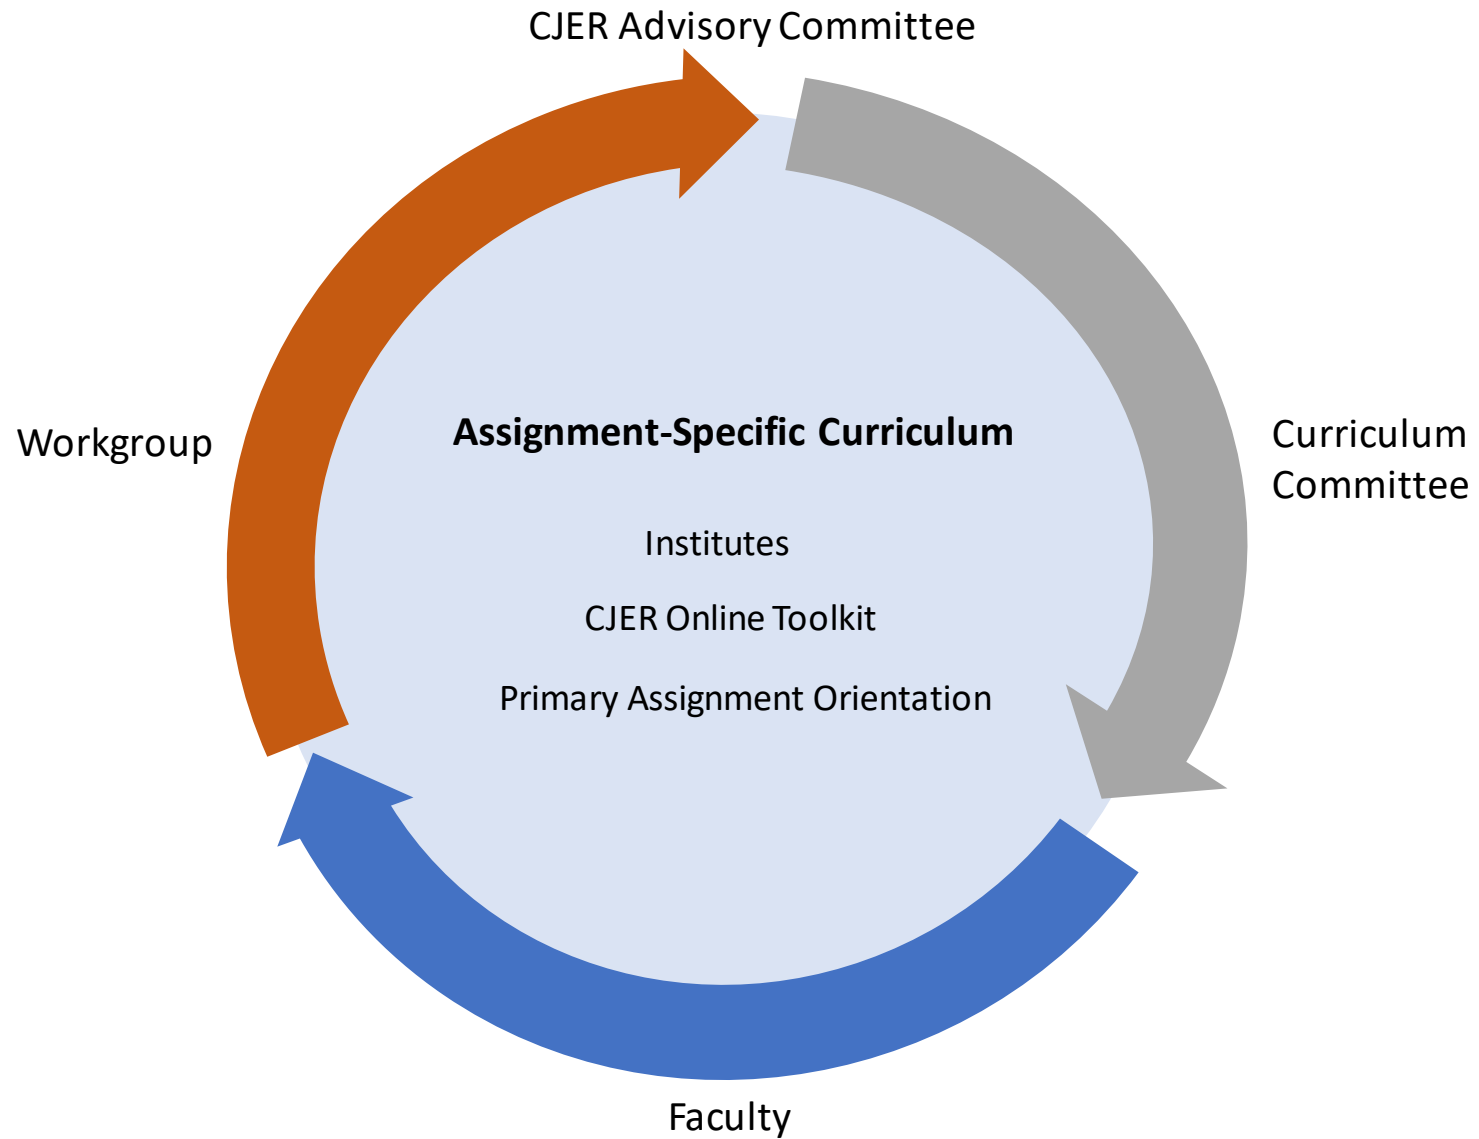 CJER Advisory Committee
Workgroup
Assignment-Specific Curriculum
Curriculum
Committee
Institutes
CJER Online Toolkit
Primary Assignment Orientation
Faculty